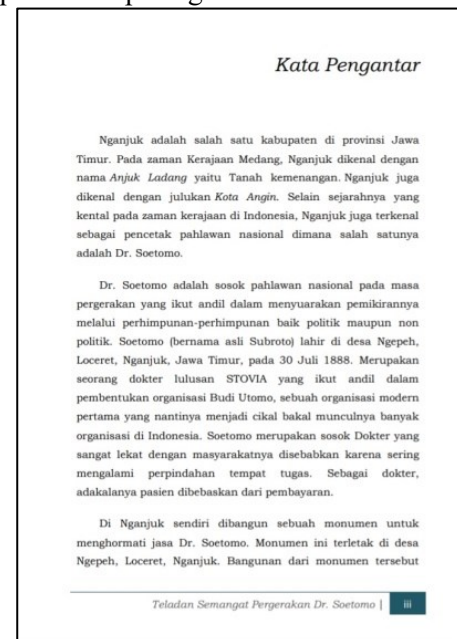 Kata Pengantar
Nganjuk adalah salah satu kabupaten di provinsi Jawa
Timur. Pada zaman Kerajaan Medang, Nganjuk dikenal dengan
nama Anjuk Ladang yaitu Tanah kemenangan. Nganjuk juga
dikenal dengan julukan Kota Angin. Selain sejarahnya yang
kental pada zaman kerajaan di Indonesia, Nganjuk juga terkenal
sebagai pencetak pahlawan nasional dimana salah satunya
adalah Dr. Soetomo.
Dr. Soetomo adalah sosok pahlawan nasional pada masa
pergerakan yang ikut andil dalam menyuarakan pemikirannya
melalui perhimpunan-perhimpunan baik politik maupun non
politik. Soetomo (bernama asli Subroto) lahir di desa Ngepeh,
Loceret, Nganjuk, Jawa Timur, pada 30 Juli 1888. Merupakan
seorang dokter lulusan STOVIA yang ikut andil dalam
pembentukan organisasi Budi Utomo, sebuah organisasi modern
pertama yang nantinya menjadi cikal bakal munculnya banyak
organisasi di Indonesia. Soetomo merupakan sosok Dokter yang
sangat lekat dengan masyarakatnya disebabkan karena sering
mengalami perpindahan tempat tugas. Sebagai dokter,
adakalanya pasien dibebaskan dari pembayaran.
Di Nganjuk sendiri dibangun sebuah monumen untuk
menghormati jasa Dr. Soetomo. Monumen ini terletak di desa
Ngepeh, Loceret, Nganjuk. Bangunan dari monumen tersebut
Teladan Semangat Pergerakan Dr. Soetomo | iii